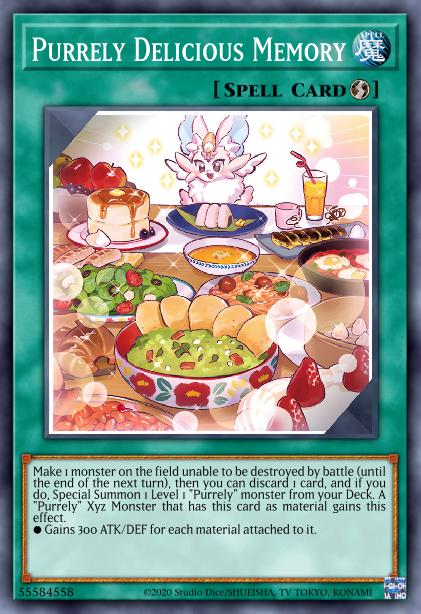 Purrely Delicious Memory
SPELL
魔
[Spell Card]
Make 1 monster on the field unable to be destroyed by battle (until
the end of the next turn), then you can discard 1 card, and if you
do, Special Summon 1 Level 1 "Purrely" monster from your Deck. A
"Purrely" Xyz Monster that has this card as material gains this
effect.
● Gains 300 ATK/DEF for each material attached to it.
55584558
©2020 Studio Dice/SHUEISHA, TV TOKYO, KONAMI